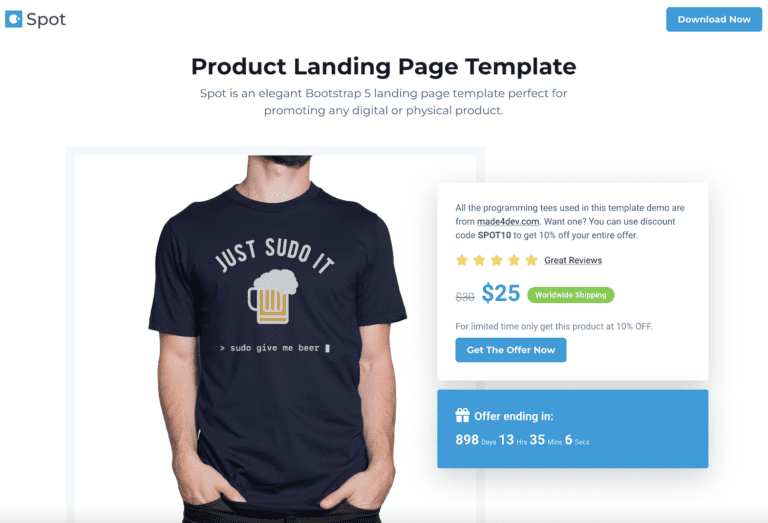 Spot
Download Now
Product Landing Page Template
Spot is an elegant Bootstrap 5 landing page template perfect for
promoting any digital or physical product.
JUST SUDO IT
> sudo give me beer
All the programming tees used in this template demo are
from made4dev.com. Want one? You can use discount
code SPOT10 to get 10% off your entire offer.
Great Reviews
$30 $25 Worldwide Shipping
For limited time only get this product at 10% OFF.
Get The Offer Now
Offer ending in:
898 Days 13 Hrs 35 Mins 6 Secs